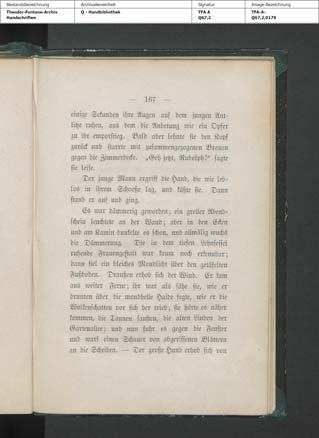 Bestandsbezeichnung
Theodor-Fontane-Archiv
Handschriften
Archivalieneinheit
Q - Handbibliothek
Signatur
TFA A
Q67,2
Image-Bezeichnung
TFA-A-
Q67,2,0179
— 167 —
einige Sekunden ihre Augen auf dem jungen Ant-
litz ruhen, aus dem die Anbetung wie ein Opfer
zu ihr emporstieg. Bald aber lehnte sie den Kopf
zurück und starrte mit zusammengezogenen Brauen
gegen die Zimmerdecke. „Geh jetzt, Rudolph!“ sagte
sie leise.
Der junge Mann ergriff die Hand, die wie leb-
los in ihrem Schooße lag, und küßte sie. Dann
stand er auf und ging.
Es war dämmerig geworden; ein greller Abend-
schein leuchtete an der Wand; aber in den Ecken
und am Kamin dunkelte es schon, und allmälig wuchs
die Dämmerung. Die in dem tiefen Lehnsessel
ruhende Frauengestalt war kaum noch erkennbar;
dann fiel ein bleiches Mondlicht über den getäfelten
Fußboden. Draußen erhob sich der Wind. Er kam
aus weiter Ferne; ihr war als sähe sie, wie er
drunten über die mondhelle Haide fegte, wie er die
Wolkenschatten vor sich her trieb; sie hörte es näher
kommen, die Tannen sausten, die alten Linden der
Gartenallee; und nun fuhr es gegen die Fenster
und warf einen Schauer von abgerissenen Blättern
an die Scheiben. — Der große Hund erhob sich von